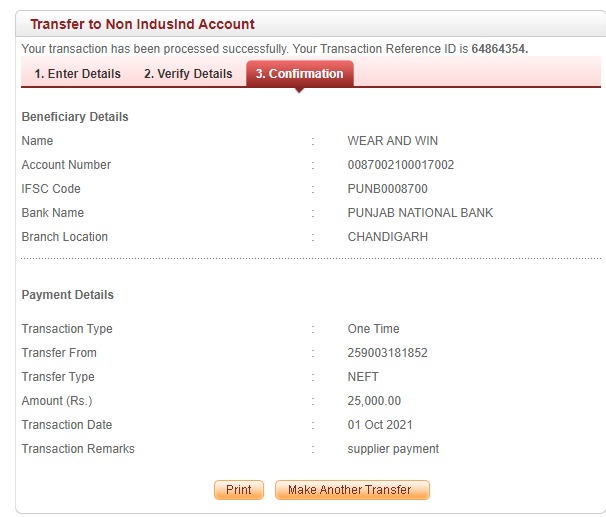 Transfer to Non IndusInd Account
Your transaction has been processed successfully. Your Transaction Reference ID is 64864354.
1. Enter Details 2. Verify Details 3. Confirmation
Beneficiary Details
Name : WEAR AND WIN
Account Number : 0087002100017002
IFSC Code : PUNB0008700
Bank Name : PUNJAB NATIONAL BANK
Branch Location : CHANDIGARH
Payment Details
Transaction Type : One Time
Transfer From : 259003181852
Transfer Type : NEFT
Amount (Rs.) : 25,000.00
Transaction Date : 01 Oct 2021
Transaction Remarks : supplier payment
Print Make Another Transfer